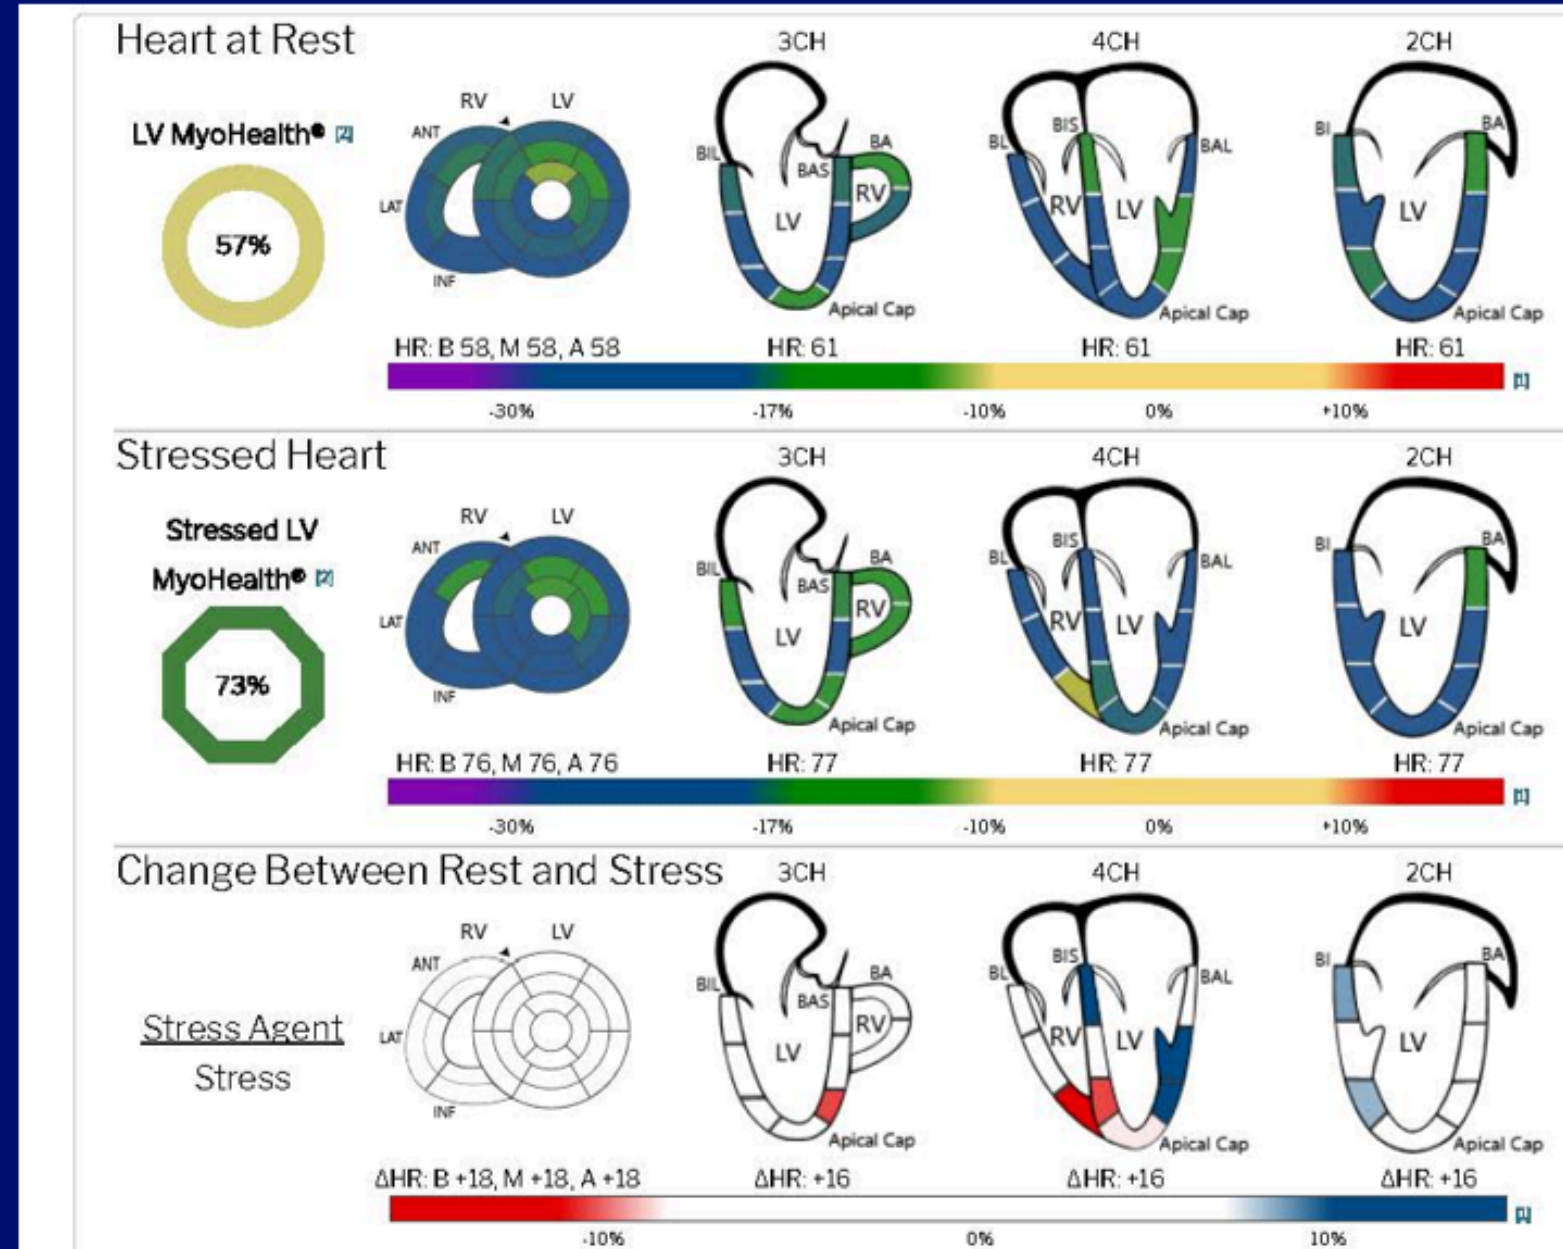 Heart at Rest
3CH
4CH
2CH
LV MyoHealth® [2]
57%
RV
LV
ANT
LAT
INF
BIL
BAS
BA
RV
LV
Apical Cap
BL
BIS
BAL
RV
LV
Apical Cap
BI
BA
LV
Apical Cap
HR: B 58, M 58, A 58
HR: 61
HR: 61
HR: 61
[1]
-30%
-17%
-10%
0%
+10%
Stressed Heart
3CH
4CH
2CH
Stressed LV
MyoHealth® [2]
73%
RV
LV
ANT
LAT
INF
BIL
BAS
BA
RV
LV
Apical Cap
BL
BIS
BAL
RV
LV
Apical Cap
BI
BA
LV
Apical Cap
HR: B 76, M 76, A 76
HR: 77
HR: 77
HR: 77
[1]
-30%
-17%
-10%
0%
+10%
Change Between Rest and Stress
3CH
4CH
2CH
Stress Agent
Stress
RV
LV
ANT
LAT
INF
BIL
BAS
BA
RV
LV
Apical Cap
BL
BIS
BAL
RV
LV
Apical Cap
BI
BA
LV
Apical Cap
ΔHR: B +18, M +18, A +18
ΔHR: +16
ΔHR: +16
ΔHR: +16
[1]
-10%
0%
10%